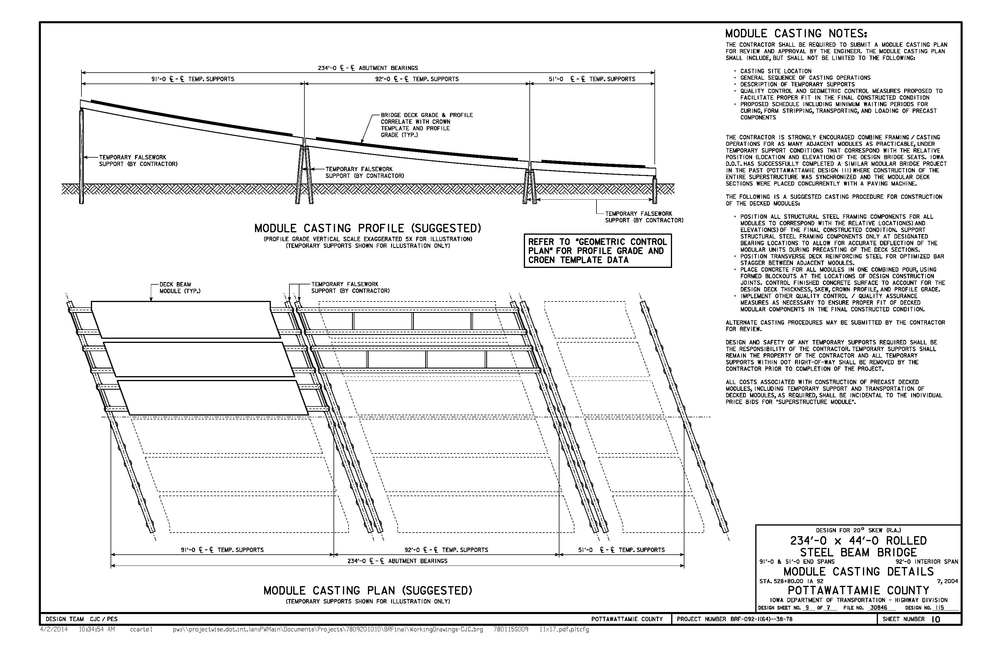 MODULE CASTING NOTES:
THE CONTRACTOR SHALL BE REQUIRED TO SUBMIT A MODULE CASTING PLAN
FOR REVIEW AND APPROVAL BY THE ENGINEER. THE MODULE CASTING PLAN
SHALL INCLUDE, BUT SHALL NOT BE LIMITED TO THE FOLLOWING:
· CASTING SITE LOCATION
· GENERAL SEQUENCE OF CASTING OPERATIONS
· DESCRIPTION OF TEMPORARY SUPPORTS
· QUALITY CONTROL AND GEOMETRIC CONTROL MEASURES PROPOSED TO
FACILITATE PROPER FIT IN THE FINAL CONSTRUCTED CONDITION
· PROPOSED SCHEDULE INCLUDING MINIMUM WAITING PERIODS FOR
CURING, FORM STRIPPING, TRANSPORTING, AND LOADING OF PRECAST
COMPONENTS
THE CONTRACTOR IS STRONGLY ENCOURAGED COMBINE FRAMING / CASTING
OPERATIONS FOR AS MANY ADJACENT MODULES AS PRACTICABLE, UNDER
TEMPORARY SUPPORT CONDITIONS THAT CORRESPOND WITH THE RELATIVE
POSITION (LOCATION AND ELEVATION) OF THE DESIGN BRIDGE SEATS. IOWA
D.O.T. HAS SUCCESSFULLY COMPLETED A SIMILAR MODULAR BRIDGE PROJECT
IN THE PAST (POTTAWATTAMIE DESIGN 111) WHERE CONSTRUCTION OF THE
ENTIRE SUPERSTRUCTURE WAS SYNCHRONIZED AND THE MODULAR DECK
SECTIONS WERE PLACED CONCURRENTLY WITH A PAVING MACHINE.
THE FOLLOWING IS A SUGGESTED CASTING PROCEDURE FOR CONSTRUCTION
OF THE DECKED MODULES:
· POSITION ALL STRUCTURAL STEEL FRAMING COMPONENTS FOR ALL
MODULES TO CORRESPOND WITH THE RELATIVE LOCATION(S) AND
ELEVATION(S) OF THE FINAL CONSTRUCTED CONDITION. SUPPORT
STRUCTURAL STEEL FRAMING COMPONENTS ONLY AT DESIGNATED
BEARING LOCATIONS TO ALLOW FOR ACCURATE DEFLECTION OF THE
MODULAR UNITS DURING PRECASTING OF THE DECK SECTIONS.
· POSITION TRANSVERSE DECK REINFORCING STEEL FOR OPTIMIZED BAR
STAGGER BETWEEN ADJACENT MODULES.
· PLACE CONCRETE FOR ALL MODULES IN ONE COMBINED POUR, USING
FORMED BLOCKOUTS AT THE LOCATIONS OF DESIGN CONSTRUCTION
JOINTS. CONTROL FINISHED CONCRETE SURFACE TO ACCOUNT FOR THE
DESIGN DECK THICKNESS, SKEW, CROWN PROFILE, AND PROFILE GRADE.
· IMPLEMENT OTHER QUALITY CONTROL / QUALITY ASSURANCE
MEASURES AS NECESSARY TO ENSURE PROPER FIT OF DECKED
MODULAR COMPONENTS IN THE FINAL CONSTRUCTED CONDITION.
ALTERNATE CASTING PROCEDURES MAY BE SUBMITTED BY THE CONTRACTOR
FOR REVIEW.
DESIGN AND SAFETY OF ANY TEMPORARY SUPPORTS REQUIRED SHALL BE
THE RESPONSIBILITY OF THE CONTRACTOR. TEMPORARY SUPPORTS SHALL
REMAIN THE PROPERTY OF THE CONTRACTOR AND ALL TEMPORARY
SUPPORTS WITHIN DOT RIGHT-OF-WAY SHALL BE REMOVED BY THE
CONTRACTOR PRIOR TO COMPLETION OF THE PROJECT.
ALL COSTS ASSOCIATED WITH CONSTRUCTION OF PRECAST DECKED
MODULES, INCLUDING TEMPORARY SUPPORT AND TRANSPORTATION OF
DECKED MODULES, AS REQUIRED, SHALL BE INCIDENTAL TO THE INDIVIDUAL
PRICE BIDS FOR "SUPERSTRUCTURE MODULE".
234'-0 ℄ - ℄ ABUTMENT BEARINGS
91'-0 ℄ - ℄ TEMP. SUPPORTS
92'-0 ℄ - ℄ TEMP. SUPPORTS
51'-0 ℄ - ℄ TEMP. SUPPORTS
BRIDGE DECK GRADE & PROFILE
CORRELATE WITH CROWN
TEMPLATE AND PROFILE
GRADE (TYP.)
TEMPORARY FALSEWORK
SUPPORT (BY CONTRACTOR)
TEMPORARY FALSEWORK
SUPPORT (BY CONTRACTOR)
TEMPORARY FALSEWORK
SUPPORT (BY CONTRACTOR)
MODULE CASTING PROFILE (SUGGESTED)
(PROFILE GRADE VERTICAL SCALE EXAGGERATED 5X FOR ILLUSTRATION)
(TEMPORARY SUPPORTS SHOWN FOR ILLUSTRATION ONLY)
REFER TO "GEOMETRIC CONTROL
PLAN" FOR PROFILE GRADE AND
CROEN TEMPLATE DATA
DECK BEAM
MODULE (TYP.)
TEMPORARY FALSEWORK
SUPPORT (BY CONTRACTOR)
91'-0 ℄ - ℄ TEMP. SUPPORTS
92'-0 ℄ - ℄ TEMP. SUPPORTS
51'-0 ℄ - ℄ TEMP. SUPPORTS
234'-0 ℄ - ℄ ABUTMENT BEARINGS
MODULE CASTING PLAN (SUGGESTED)
(TEMPORARY SUPPORTS SHOWN FOR ILLUSTRATION ONLY)
DESIGN FOR 20° SKEW (R.A.)
234'-0 x 44'-0 ROLLED
STEEL BEAM BRIDGE
91'-0 & 51'-0 END SPANS 92'-0 INTERIOR SPAN
MODULE CASTING DETAILS
STA. 528+80.00 IA 92 ?, 2004
POTTAWATTAMIE COUNTY
IOWA DEPARTMENT OF TRANSPORTATION - HIGHWAY DIVISION
DESIGN SHEET NO. 9 OF ? FILE NO. 30846 DESIGN NO. 115
DESIGN TEAM CJC / PES POTTAWATTAMIE COUNTY PROJECT NUMBER BRF-092-1(64)--38-78 SHEET NUMBER 10
4/2/2014 10:34:54 AM ccarte1 pw:\\projectwise.dot.int.lan:PWMain\Documents\Projects\7809201010\BRFinal\WorkingDrawings-CJC.brg 780115S009 11x17_pdf.pltcfg